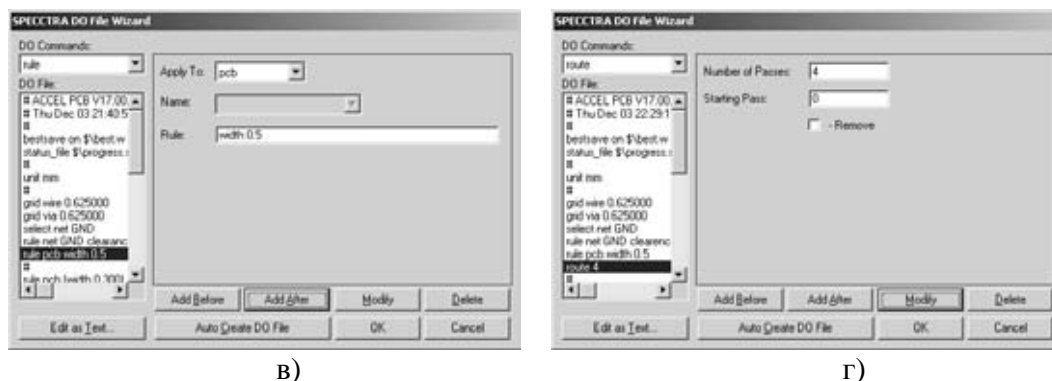 SPECCTRA DO File Wizard
DO Commands:
rule
DO File:
# ACCEL PCB V17.00.
# Thu Dec 03 21:40:5
#
bestsave on $\best.w
status_file $\progress.s
#
unit mm
#
grid wire 0.625000
grid via 0.625000
select net GND
rule net GND clearanc
rule pcb width 0.5
#
rule pcb (width 0.300)
Apply To: pcb
Name:
Rule: width 0.5
Add Before Add After Modify Delete
Edit as Text... Auto Create DO File OK Cancel
в)
SPECCTRA DO File Wizard
DO Commands:
route
DO File:
# ACCEL PCB V17.00.
# Thu Dec 03 22:29:1
#
bestsave on $\best.w
status_file $\progress.s
#
unit mm
#
grid wire 0.625000
grid via 0.625000
select net GND
rule net GND clearenc
rule pcb width 0.5
route 4
#
Number of Passes: 4
Starting Pass: 0
- Remove
Add Before Add After Modify Delete
Edit as Text... Auto Create DO File OK Cancel
г)